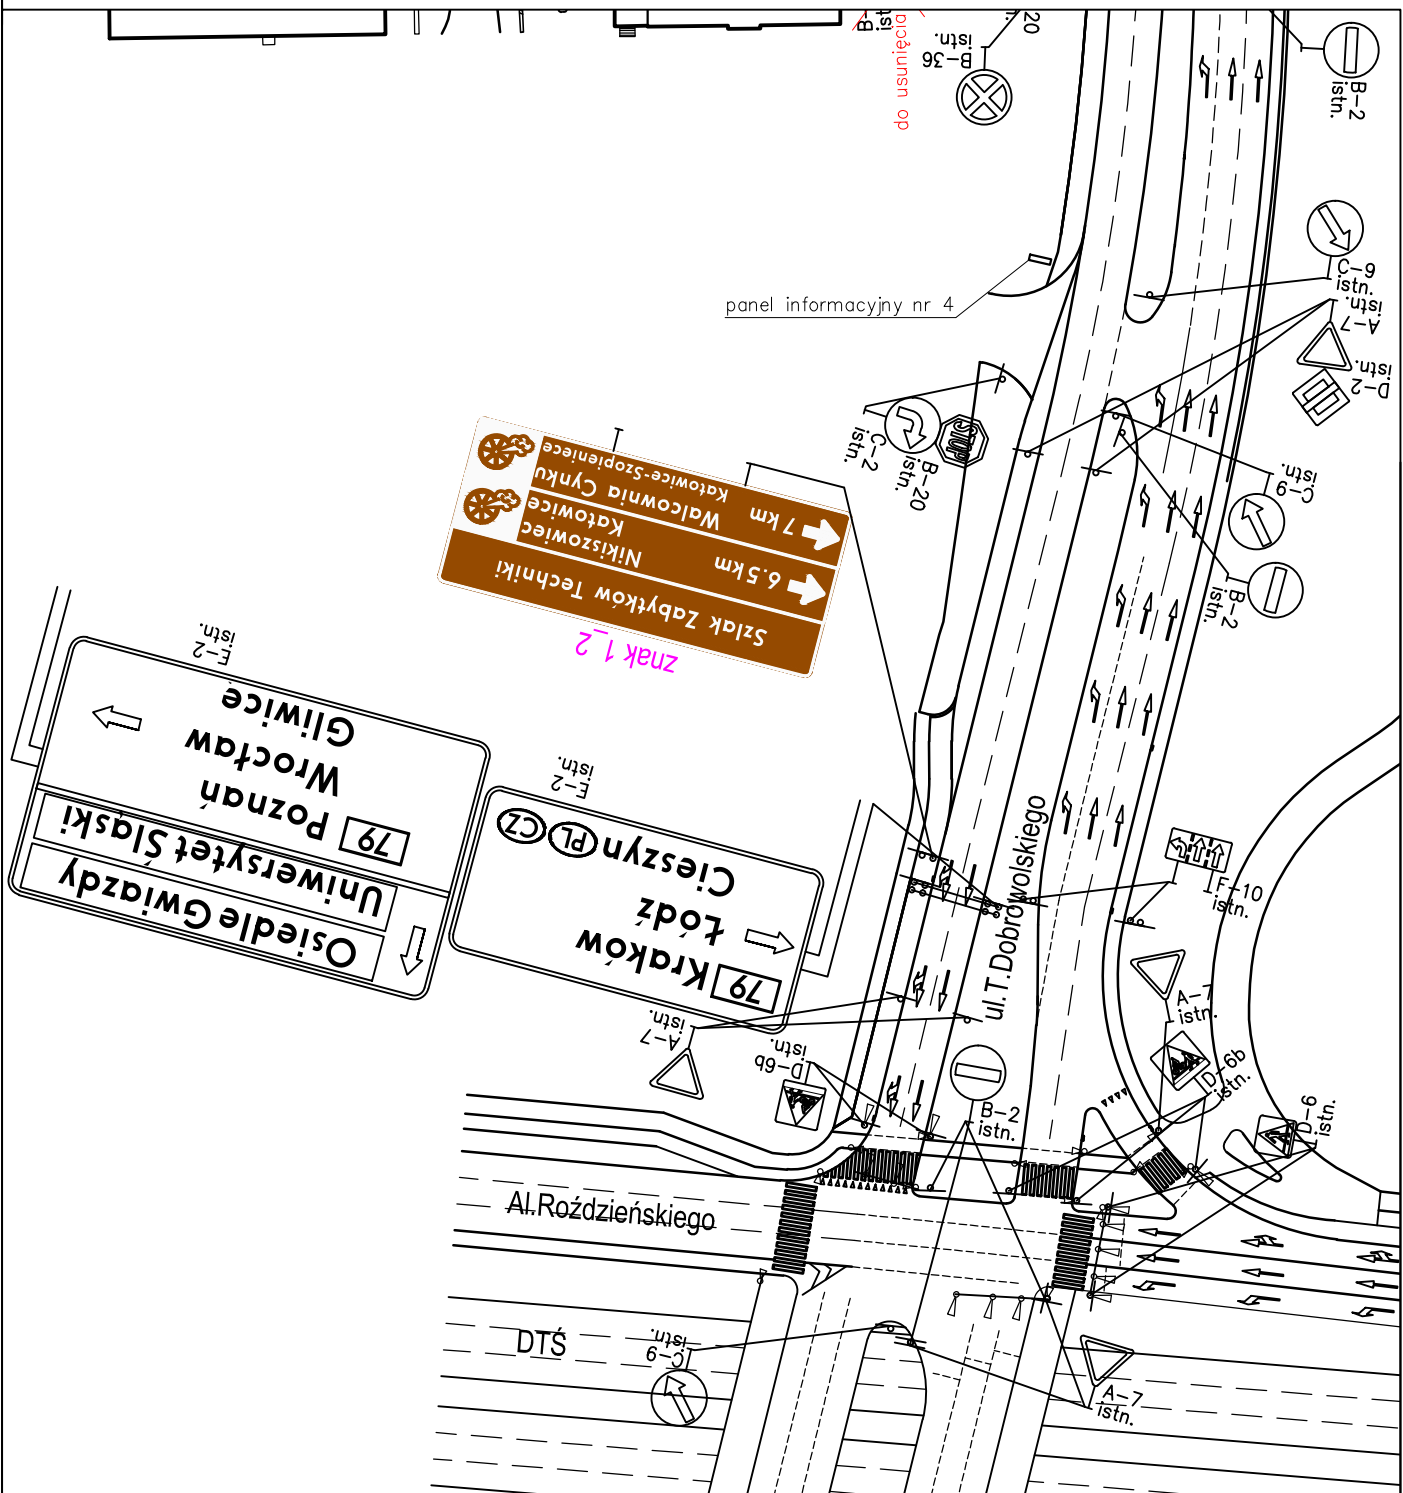 20
B-36
istn.
do usunięcia
B-2
istn.
C-9
istn.
A-7
istn.
D-2
istn.
panel informacyjny nr 4
C-2
istn.
B-20
istn.
STOP
C-9
istn.
B-2
istn.
znak 1_2
Szlak Zabytków Techniki
Nikiszowiec
Katowice
6.5 km
Walcownia Cynku
Katowice-Szopieniece
7 km
E-2
istn.
Osiedle Gwiazdy
Uniwersytet Śląski
79 Poznań
Wrocław
Gliwice
E-2
istn.
79 Kraków
Łódź
Cieszyn PL CZ
ul.T.Dobrowolskiego
F-10
istn.
A-7
istn.
A-7
istn.
D-6b
istn.
D-6b
istn.
D-6
istn.
B-2
istn.
Al.Roździeńskiego
DTŚ
C-9
istn.
A-7
istn.